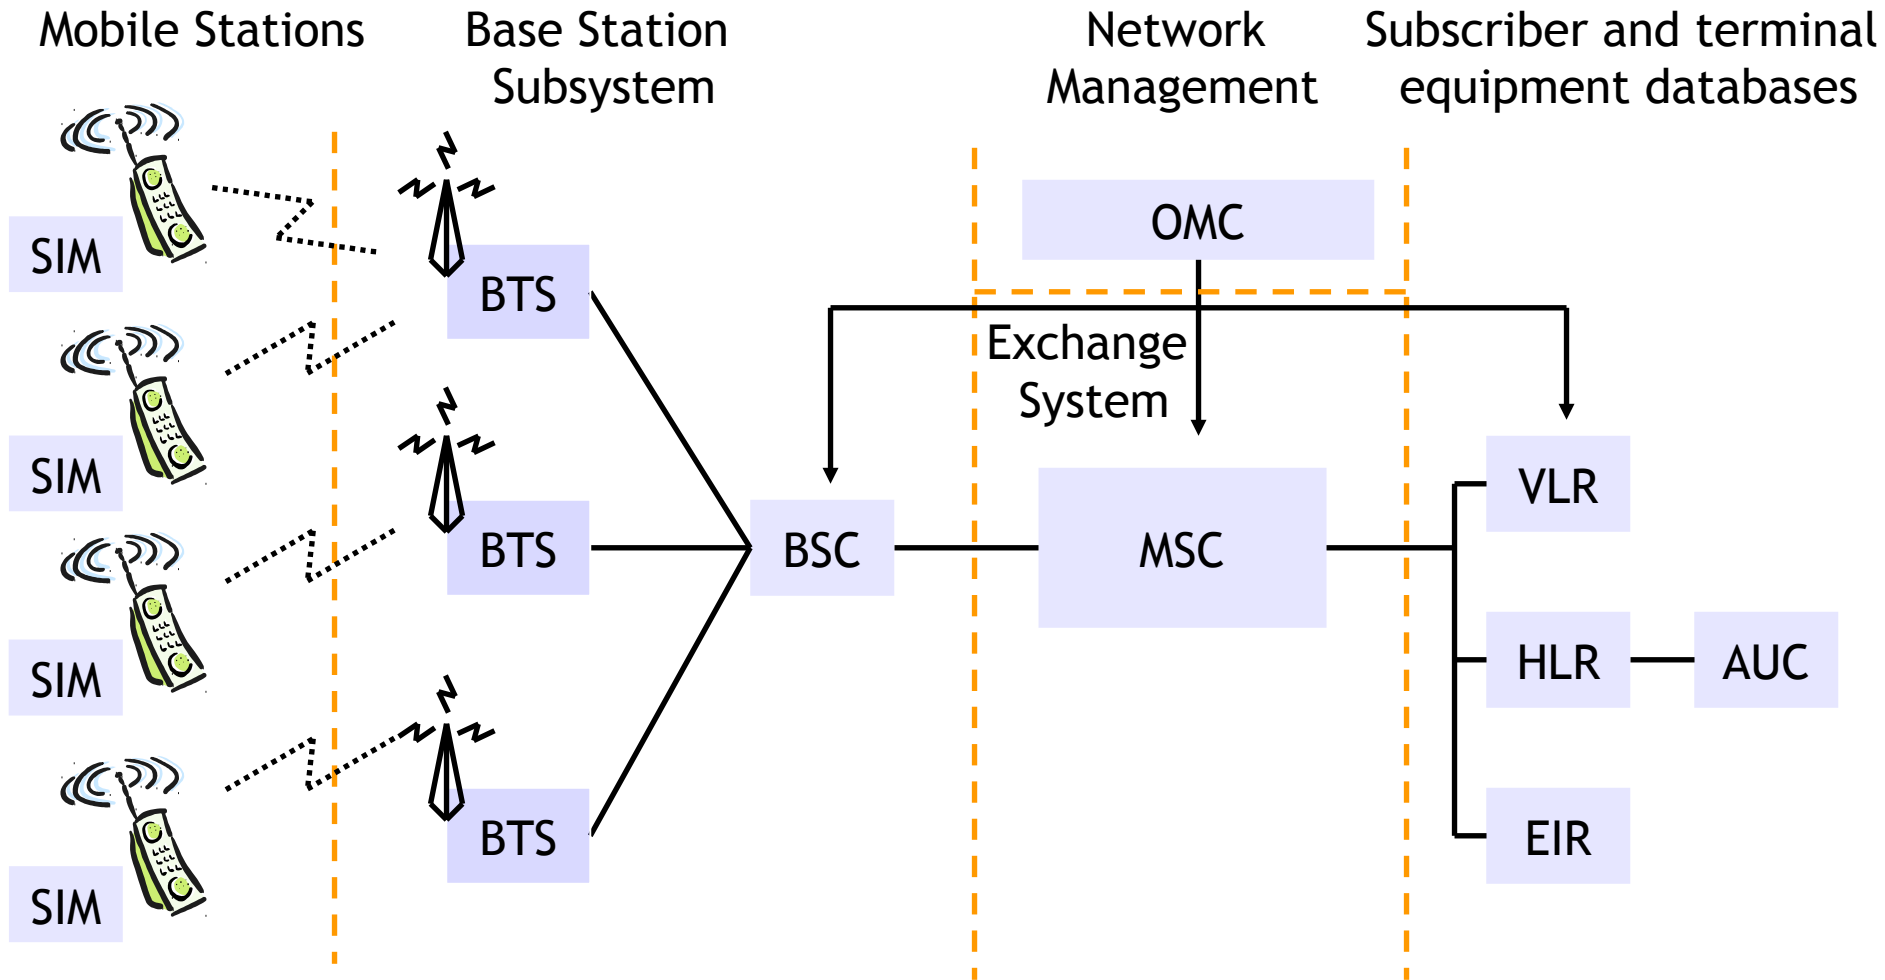 Mobile Stations
Base Station
Subsystem
Network
Management
Subscriber and terminal
equipment databases
SIM
SIM
SIM
SIM
BTS
BTS
BTS
BSC
OMC
Exchange
System
MSC
VLR
HLR
AUC
EIR